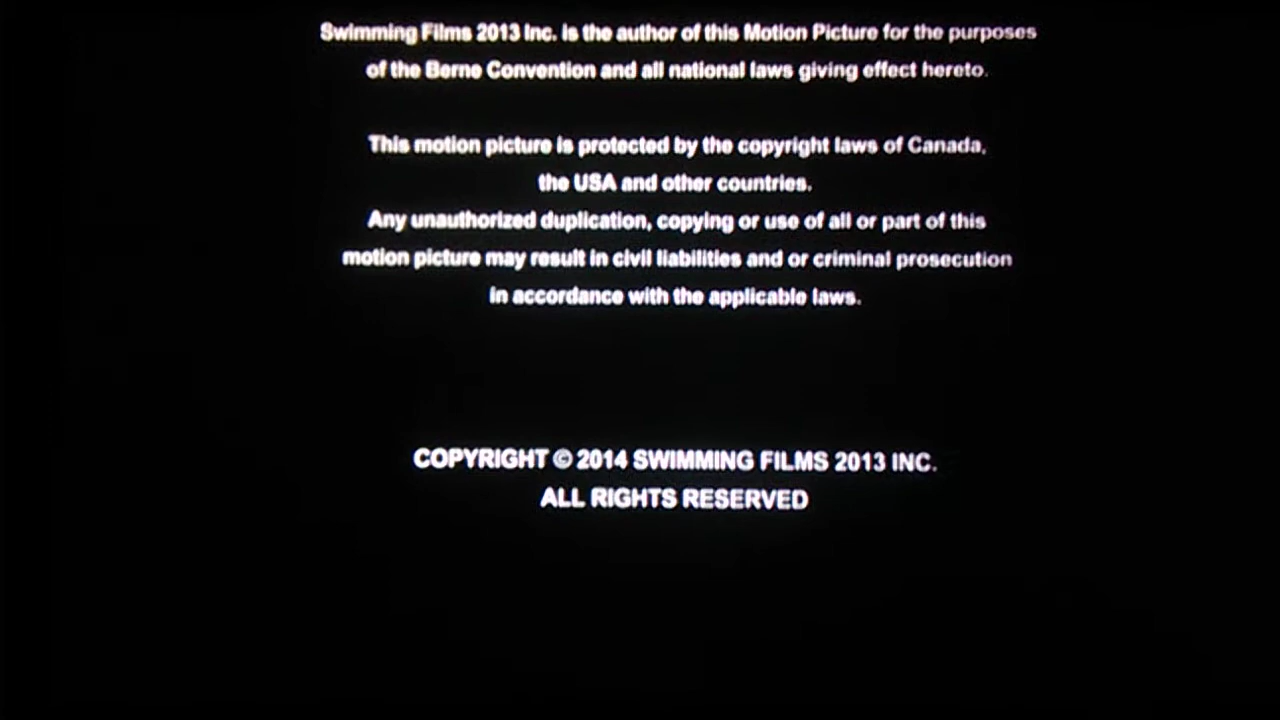 Swimming Films 2013 Inc. is the author of this Motion Picture for the purposes
of the Berne Convention and all national laws giving effect hereto.
This motion picture is protected by the copyright laws of Canada,
the USA and other countries.
Any unauthorized duplication, copying or use of all or part of this
motion picture may result in civil liabilities and or criminal prosecution
in accordance with the applicable laws.
COPYRIGHT © 2014 SWIMMING FILMS 2013 INC.
ALL RIGHTS RESERVED